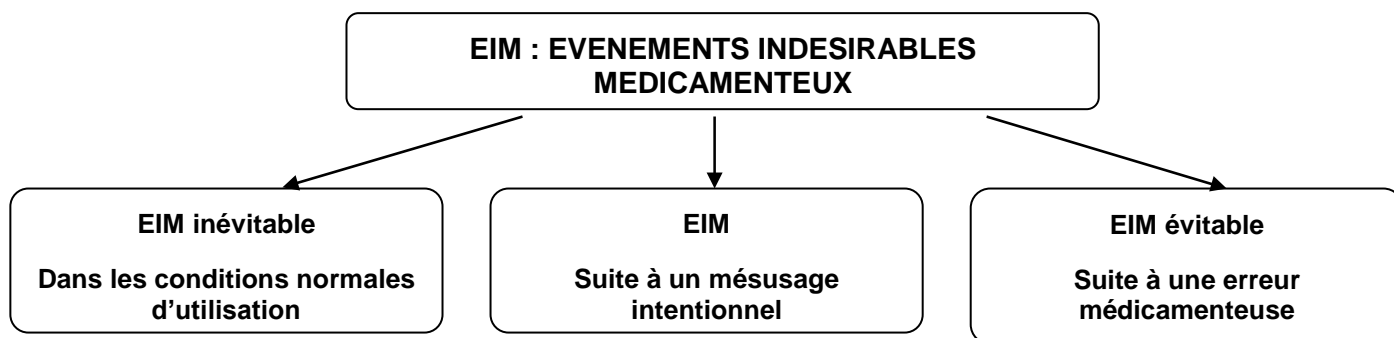 EIM : EVENEMENTS INDESIRABLES
MEDICAMENTEUX
EIM inévitable
Dans les conditions normales
d’utilisation
EIM
Suite à un mésusage
intentionnel
EIM évitable
Suite à une erreur
médicamenteuse